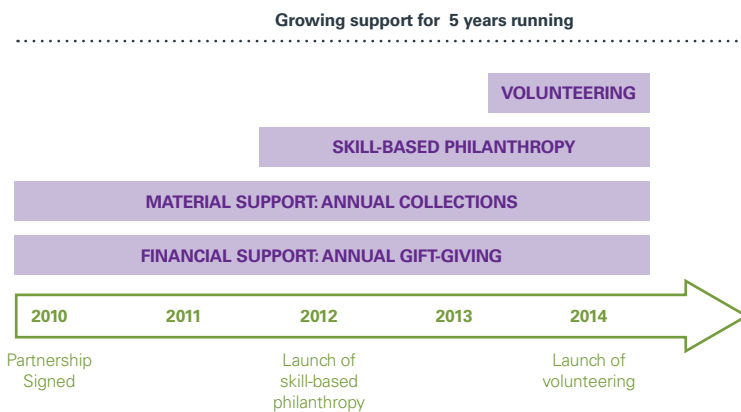 Growing support for 5 years running
VOLUNTEERING
SKILL-BASED PHILANTHROPY
MATERIAL SUPPORT: ANNUAL COLLECTIONS
FINANCIAL SUPPORT: ANNUAL GIFT-GIVING
2010 2011 2012 2013 2014
Partnership
Signed
Launch of
skill-based
philanthropy
Launch of
volunteering